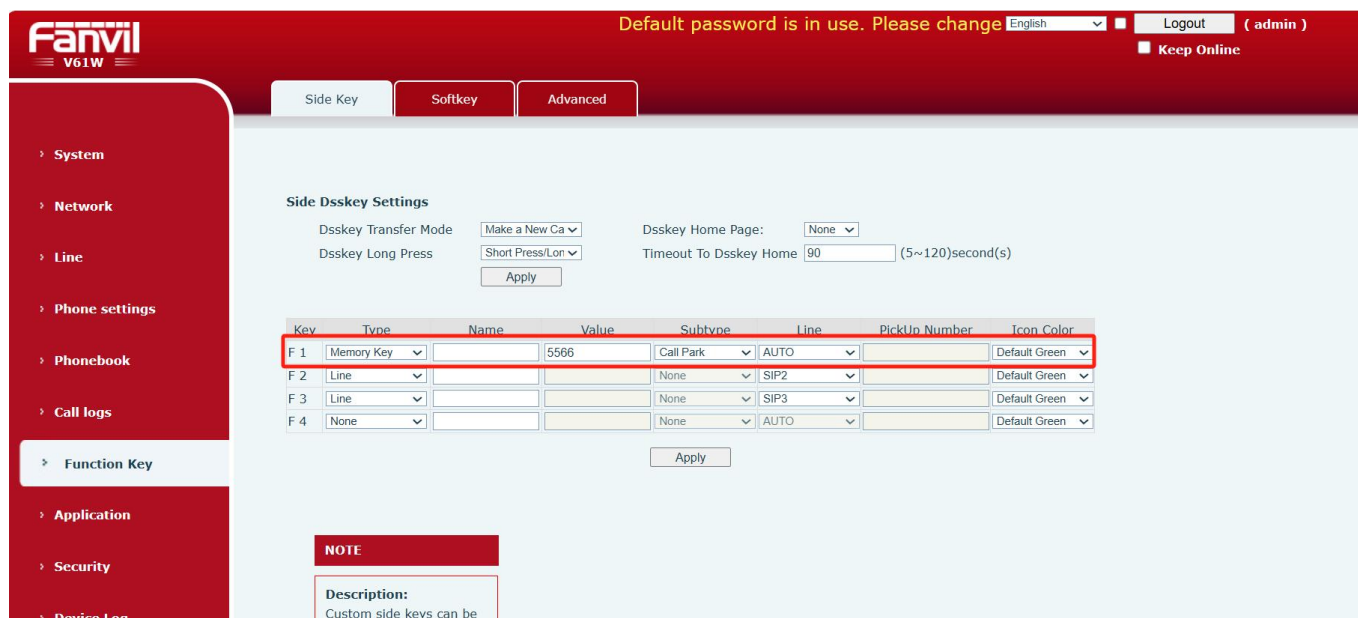 Fanvil
V61W
Default password is in use. Please change English Logout ( admin )
Keep Online
Side Key Softkey Advanced
System
Network
Line
Phone settings
Phonebook
Call logs
Function Key
Application
Security
Device Log
Side Dsskey Settings
Dsskey Transfer Mode Make a New Ca Dsskey Home Page: None
Dsskey Long Press Short Press/Lon Timeout To Dsskey Home 90 (5~120)second(s)
Apply
Key Type Name Value Subtype Line PickUp Number Icon Color
F 1 Memory Key 5566 Call Park AUTO Default Green
F 2 Line None SIP2 Default Green
F 3 Line None SIP3 Default Green
F 4 None None AUTO Default Green
Apply
NOTE
Description:
Custom side keys can be